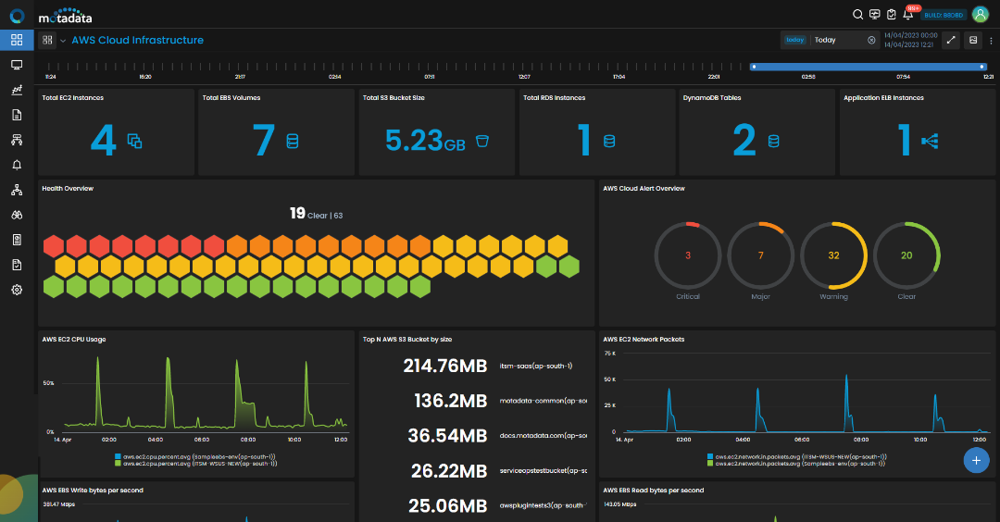 motadata
99+
BUILD: 88D8D
AWS Cloud Infrastructure
today Today
14/04/2023 00:00
14/04/2023 12:21
11:24 16:20 21:17 02:14 07:11 12:07 17:04 22:01 02:58 07:54 12:21
Total EC2 Instances
4
Total EBS Volumes
7
Total S3 Bucket Size
5.23GB
Total RDS Instances
1
DynamoDB Tables
2
Application ELB Instances
1
Health Overview
19 Clear | 63
AWS Cloud Alert Overview
3 7 32 20
Critical Major Warning Clear
AWS EC2 CPU Usage
50%
0%
14. Apr 02:00 04:00 06:00 08:00 10:00 12:00
aws.ec2.cpu.percent.avg (Sampleebs-env(ap-south-1))
aws.ec2.cpu.percent.avg (ITSM-WSUS-NEW(ap-south-1))
Top N AWS S3 Bucket by size
214.76MB itsm-saas(ap-south-1)
136.2MB motadata-common(ap-sou
36.54MB docs.motadata.com(ap-so
26.22MB serviceopstestbucket(ap-sc
25.06MB awsplugintests3(ap-south-
AWS EC2 Network Packets
75 K
50 K
25 K
0
14. Apr 02:00 04:00 06:00 08:00 10:00 12:00
aws.ec2.network.in.packets.avg (ITSM-WSUS-NEW(ap-south-1))
aws.ec2.network.in.packets.avg (Sampleebs-env(ap-south-1))
AWS EBS Write bytes per second
381.47 MBps
AWS EBS Read bytes per second
143.05 MBps